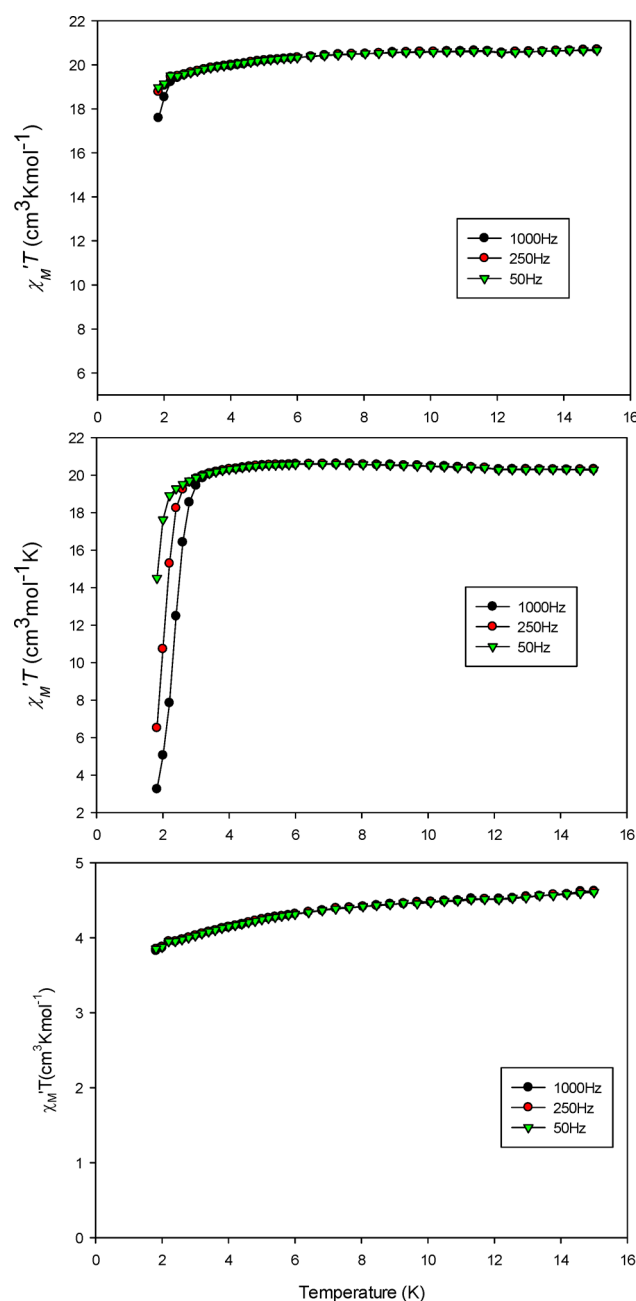 22
20
18
16
14
12
10
8
6
χM'T (cm³Kmol⁻¹)
1000Hz
250Hz
50Hz
0 2 4 6 8 10 12 14 16
22
20
18
16
14
12
10
8
6
4
2
χM'T (cm³mol⁻¹K)
1000Hz
250Hz
50Hz
0 2 4 6 8 10 12 14 16
5
4
3
2
1
0
χM'T(cm³Kmol⁻¹)
1000Hz
250Hz
50Hz
0 2 4 6 8 10 12 14 16
Temperature (K)